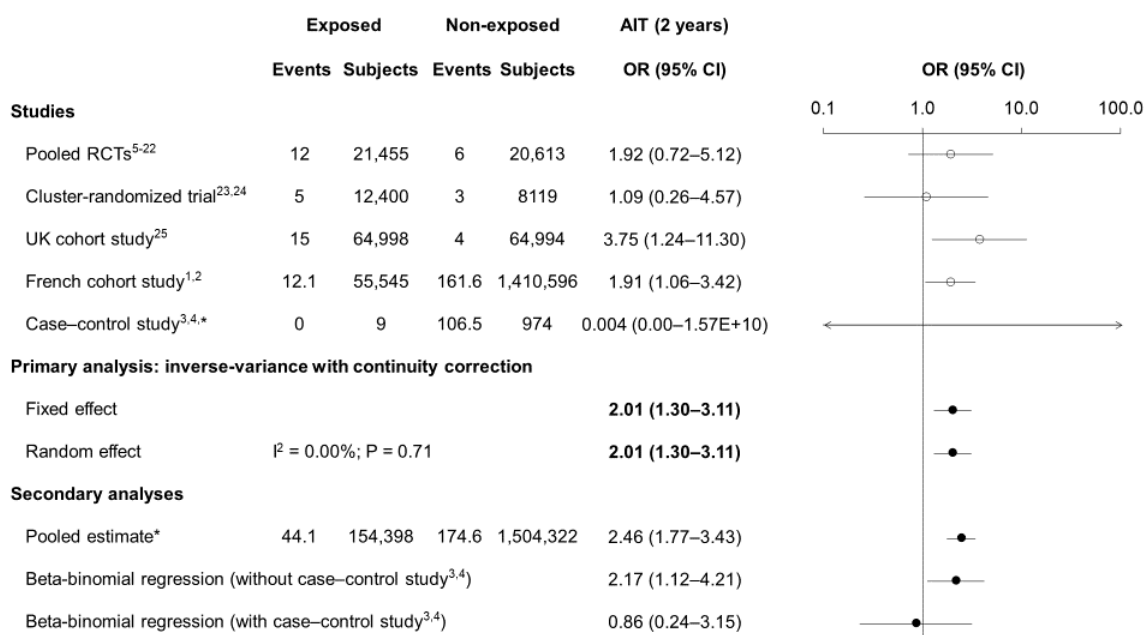 Exposed Non-exposed AIT (2 years)
Events Subjects Events Subjects OR (95% CI) OR (95% CI)
Studies 0.1 1.0 10.0 100.0
Pooled RCTs5-22 12 21,455 6 20,613 1.92 (0.72–5.12)
Cluster-randomized trial23,24 5 12,400 3 8119 1.09 (0.26–4.57)
UK cohort study25 15 64,998 4 64,994 3.75 (1.24–11.30)
French cohort study1,2 12.1 55,545 161.6 1,410,596 1.91 (1.06–3.42)
Case–control study3,4,* 0 9 106.5 974 0.004 (0.00–1.57E+10)
Primary analysis: inverse-variance with continuity correction
Fixed effect 2.01 (1.30–3.11)
Random effect I2 = 0.00%; P = 0.71 2.01 (1.30–3.11)
Secondary analyses
Pooled estimate* 44.1 154,398 174.6 1,504,322 2.46 (1.77–3.43)
Beta-binomial regression (without case–control study3,4) 2.17 (1.12–4.21)
Beta-binomial regression (with case–control study3,4) 0.86 (0.24–3.15)